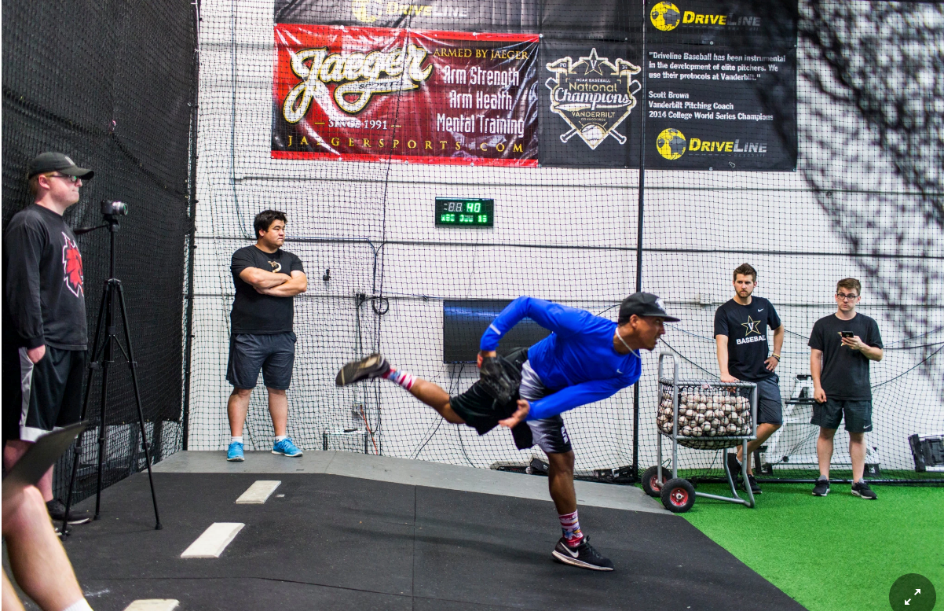 DRIVELINE
DRIVELINE
Jaeger
SINCE 1991
JAEGERSPORTS.COM
ARMED BY JAEGER
Arm Strength
Arm Health
Mental Training
NCAA BASEBALL
National
Champions
VANDERBILT
"Driveline Baseball has been instrumental
in the development of elite pitchers. We
use their protocols at Vanderbilt."
Scott Brown
Vanderbilt Pitching Coach
2014 College World Series Champions
DRIVELINE
40
BASEBALL